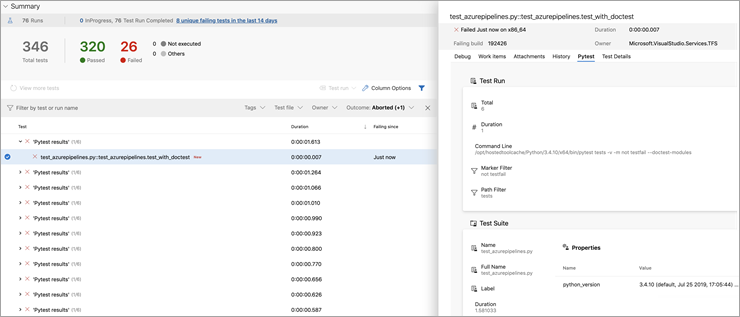 Summary
76 Runs
0 InProgress, 76 Test Run Completed
8 unique failing tests in the last 14 days
346
Total tests
320
Passed
26
Failed
0 Not executed
0 Others
View more tests
Test run
Column Options
Filter by test or run name
Tags
Test file
Owner
Outcome: Aborted (+1)
Test
Duration
Failing since
'Pytest results' (1/6)
0:00:01.613
test_azurepipelines.py::test_azurepipelines.test_with_doctest New
0:00:00.007
Just now
'Pytest results' (1/6)
0:00:01.264
'Pytest results' (1/6)
0:00:01.066
'Pytest results' (1/6)
0:00:01.010
'Pytest results' (1/6)
0:00:00.990
'Pytest results' (1/6)
0:00:00.923
'Pytest results' (1/6)
0:00:00.800
'Pytest results' (1/6)
0:00:00.770
'Pytest results' (1/6)
0:00:00.656
'Pytest results' (1/6)
0:00:00.626
'Pytest results' (1/6)
0:00:00.587
test_azurepipelines.py::test_azurepipelines.test_with_doctest
Failed Just now on x86_64
Duration
0:00:00.007
Failing build
192426
Owner
Microsoft.VisualStudio.Services.TFS
Debug
Work items
Attachments
History
Pytest
Test Details
Test Run
Total
6
Duration
1
Command Line
/opt/hostedtoolcache/Python/3.4.10/x64/bin/pytest tests -v -m not testfail --doctest-modules
Marker Filter
not testfail
Path Filter
tests
Test Suite
Name
test_azurepipelines.py
Full Name
test_azurepipelines.py
Label
Duration
1.581033
Properties
Name
Value
python_version
3.4.10 (default, Jul 25 2019, 17:05:44) ...